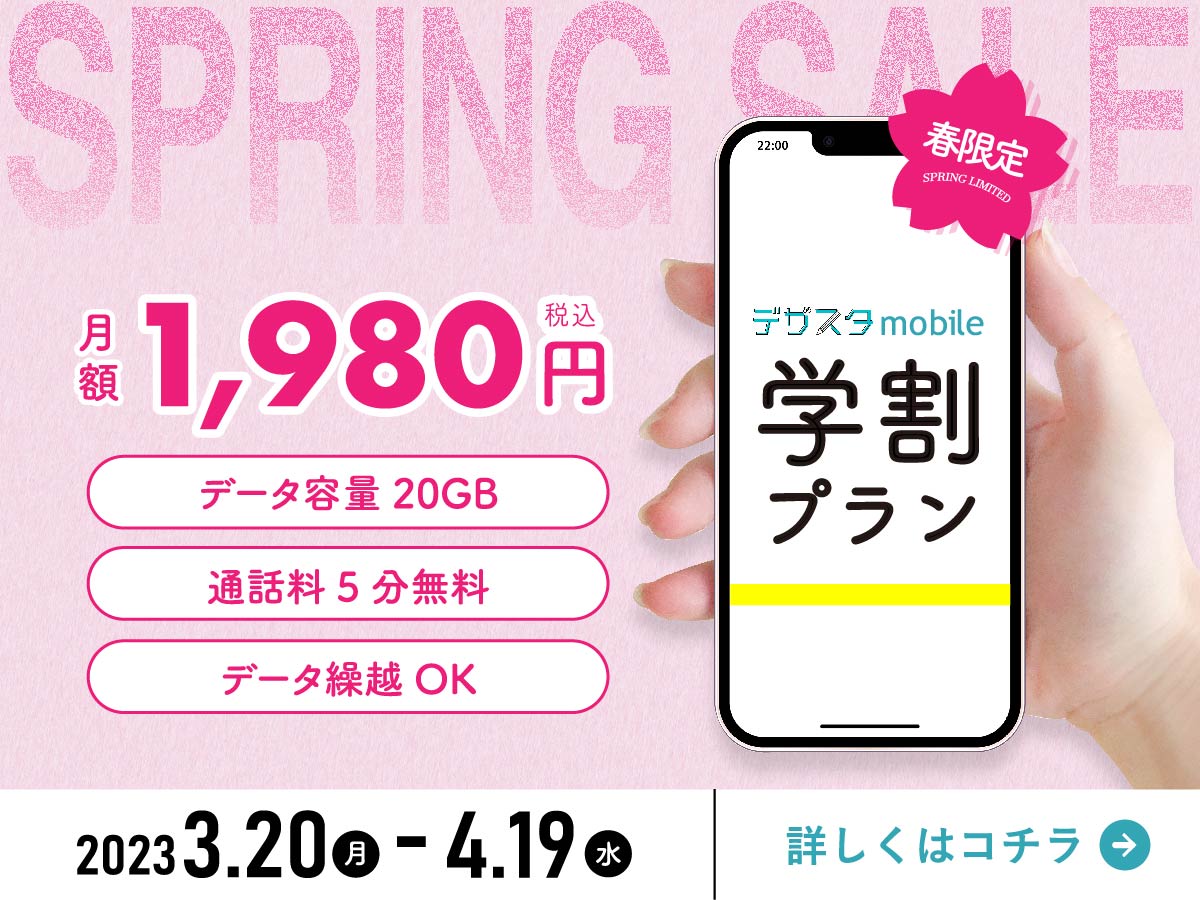 SPRING SALE
春限定
SPRING LIMITED
22:00
月額 1,980円 税込
データ容量 20GB
通話料 5 分無料
データ繰越 OK
デザスタmobile
学割
プラン
2023 3.20 月 - 4.19 水
詳しくはコチラ